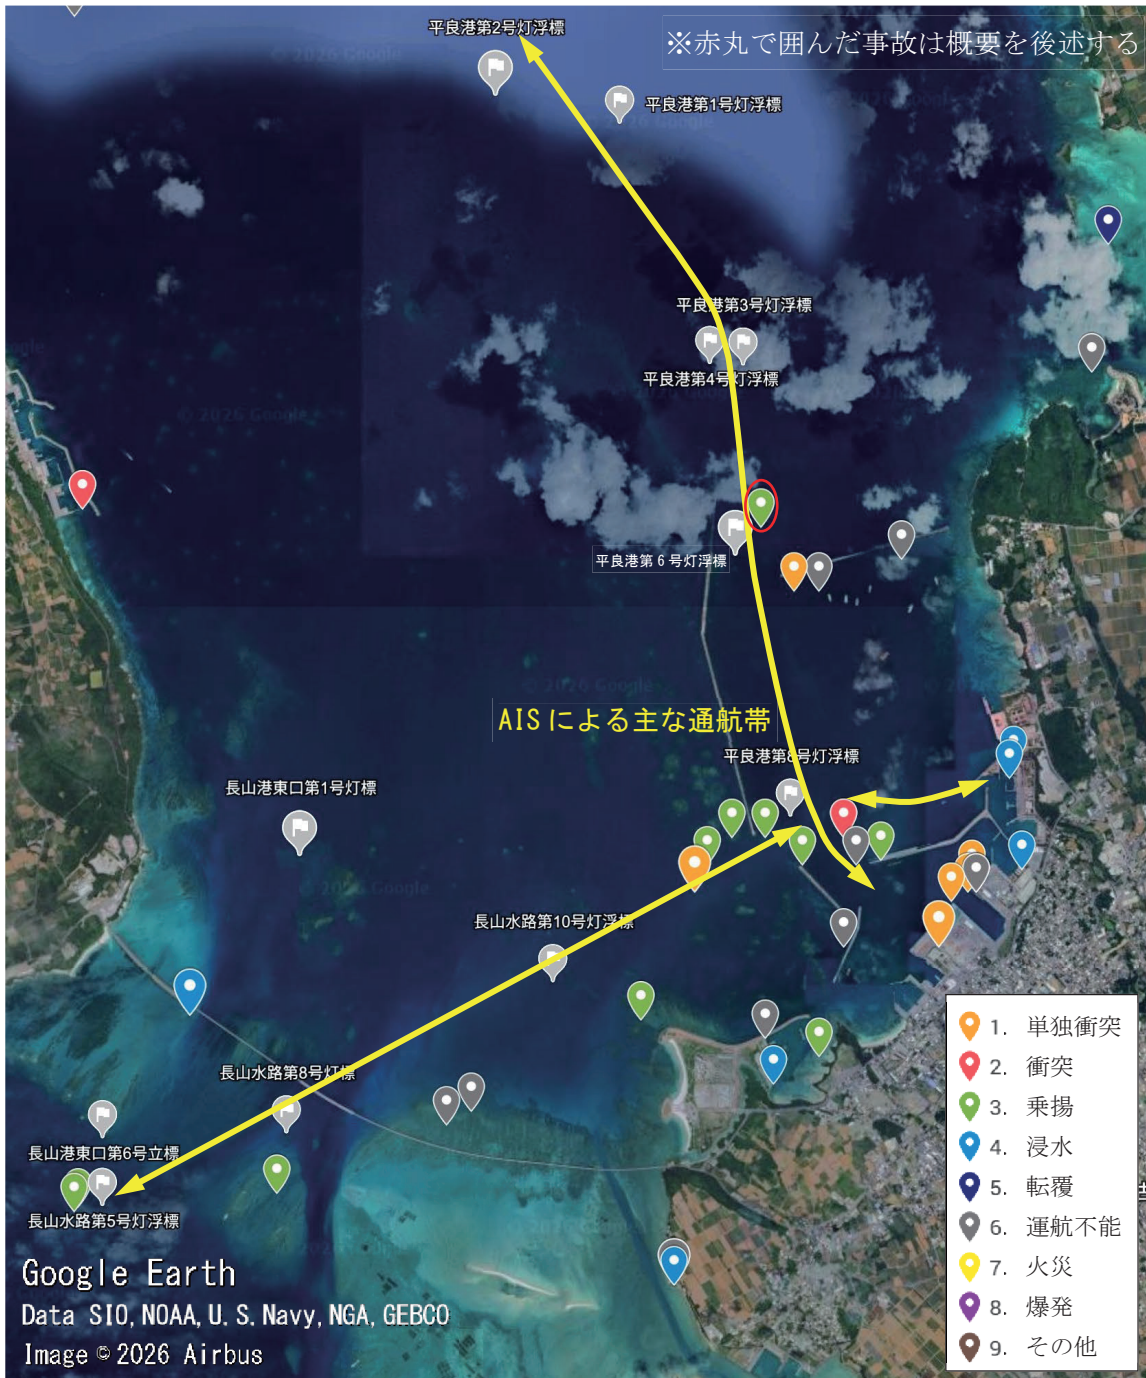 平良港第2号灯浮標
※赤丸で囲んだ事故は概要を後述する
平良港第1号灯浮標
平良港第3号灯浮標
平良港第4号灯浮標
平良港第6号灯浮標
AISによる主な通航帯
平良港第8号灯浮標
長山港東口第1号灯標
長山水路第10号灯浮標
長山水路第8号灯標
長山港東口第6号立標
長山水路第5号灯浮標
1. 単独衝突
2. 衝突
3. 乗揚
4. 浸水
5. 転覆
6. 運航不能
7. 火災
8. 爆発
9. その他
Google Earth
Data SIO, NOAA, U.S. Navy, NGA, GEBCO
Image © 2026 Airbus